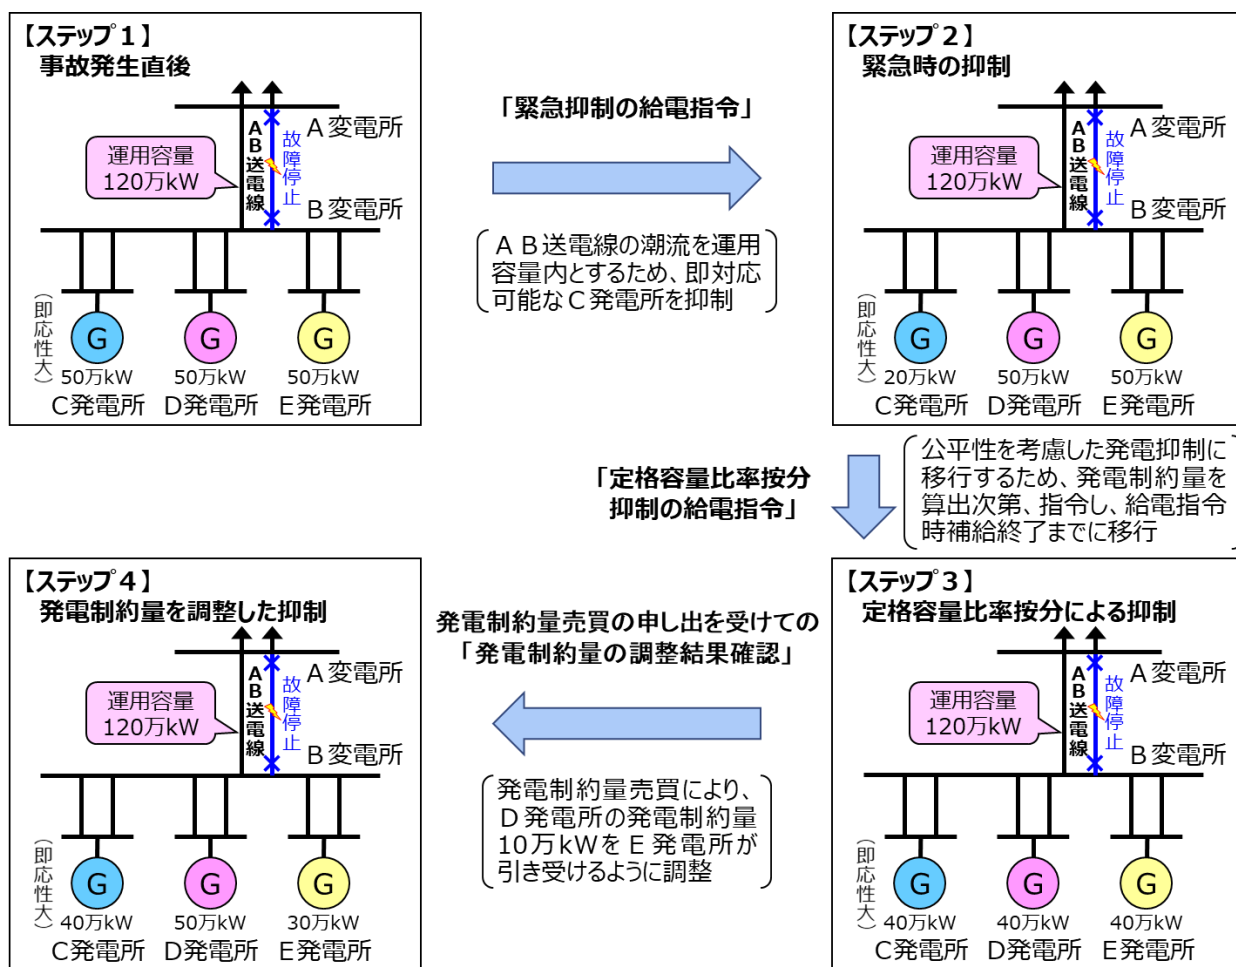 【ステップ１】
事故発生直後
運用容量
120万kW
ＡＢ送電線
故障停止
Ａ変電所
Ｂ変電所
（即応性大）
G
G
G
50万kW
50万kW
50万kW
Ｃ発電所
Ｄ発電所
Ｅ発電所
「緊急抑制の給電指令」
ＡＢ送電線の潮流を運用
容量内とするため、即対応
可能なＣ発電所を抑制
【ステップ２】
緊急時の抑制
運用容量
120万kW
ＡＢ送電線
故障停止
Ａ変電所
Ｂ変電所
（即応性大）
G
G
G
20万kW
50万kW
50万kW
Ｃ発電所
Ｄ発電所
Ｅ発電所
「定格容量比率按分
抑制の給電指令」
公平性を考慮した発電抑制に
移行するため、発電制約量を
算出次第、指令し、給電指令
時補給終了までに移行
【ステップ３】
定格容量比率按分による抑制
運用容量
120万kW
ＡＢ送電線
故障停止
Ａ変電所
Ｂ変電所
（即応性大）
G
G
G
40万kW
40万kW
40万kW
Ｃ発電所
Ｄ発電所
Ｅ発電所
発電制約量売買の申し出を受けての
「発電制約量の調整結果確認」
発電制約量売買により、
Ｄ発電所の発電制約量
10万kWをＥ発電所が
引き受けるように調整
【ステップ４】
発電制約量を調整した抑制
運用容量
120万kW
ＡＢ送電線
故障停止
Ａ変電所
Ｂ変電所
（即応性大）
G
G
G
40万kW
50万kW
30万kW
Ｃ発電所
Ｄ発電所
Ｅ発電所